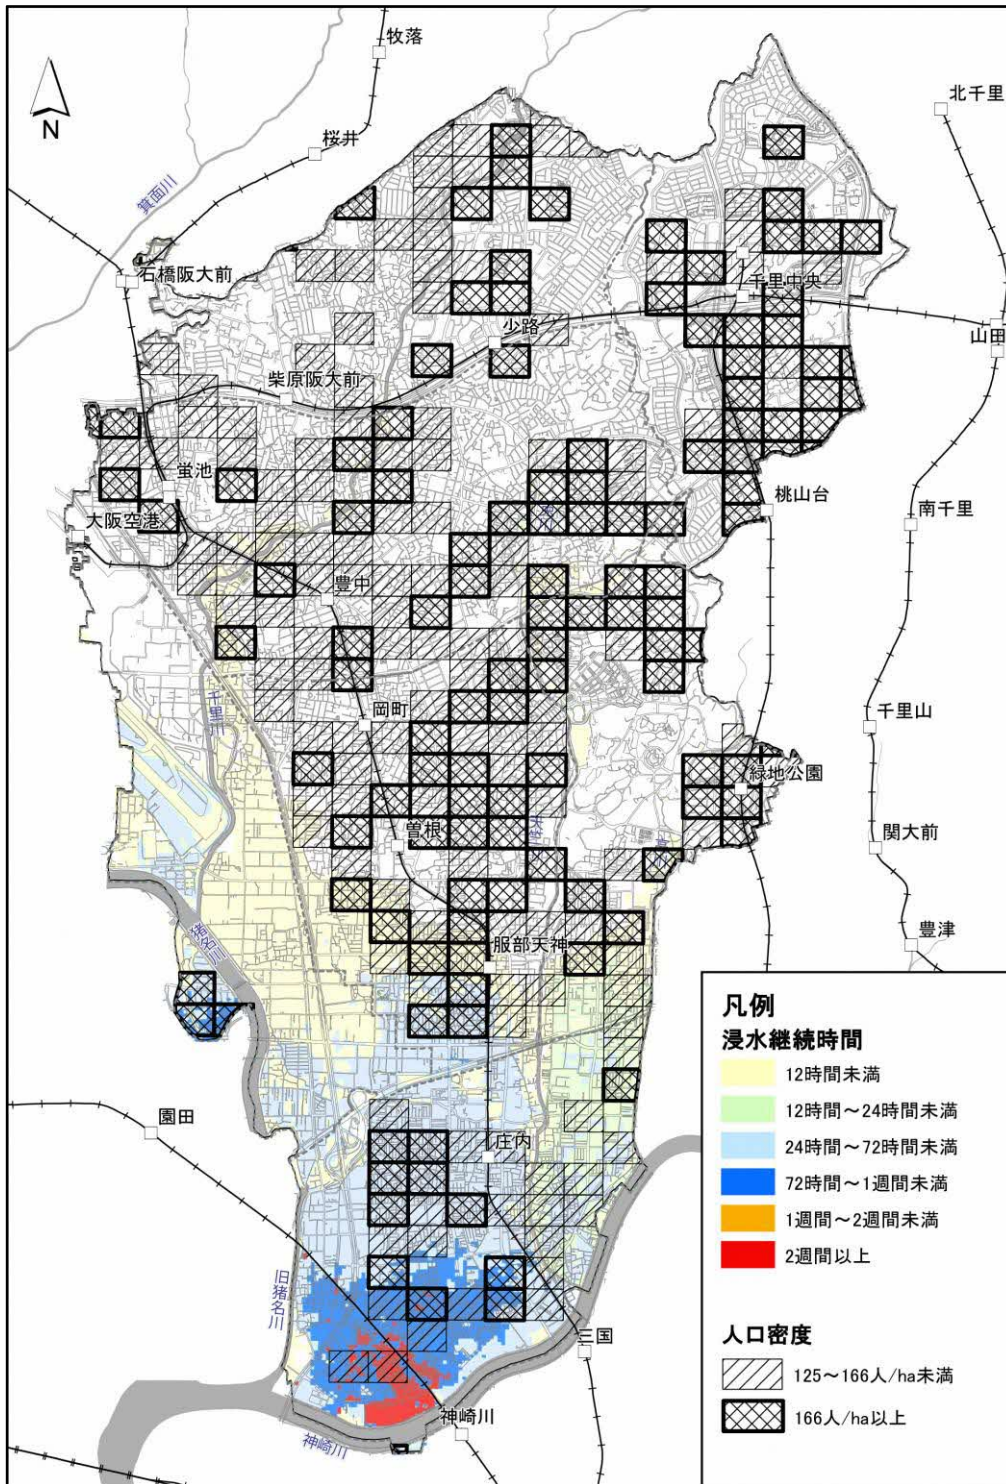 牧落
北千里
N
桜井
箕面川
石橋阪大前
千里中央
少路
山田
柴原阪大前
蛍池
桃山台
大阪空港
南千里
豊中
千里川
岡町
千里山
緑地公園
曽根
関大前
猪名川
服部天神
豊津
園田
庄内
旧猪名川
三国
神崎川
神崎川
凡例
浸水継続時間
12時間未満
12時間～24時間未満
24時間～72時間未満
72時間～1週間未満
1週間～2週間未満
2週間以上
人口密度
125～166人/ha未満
166人/ha以上